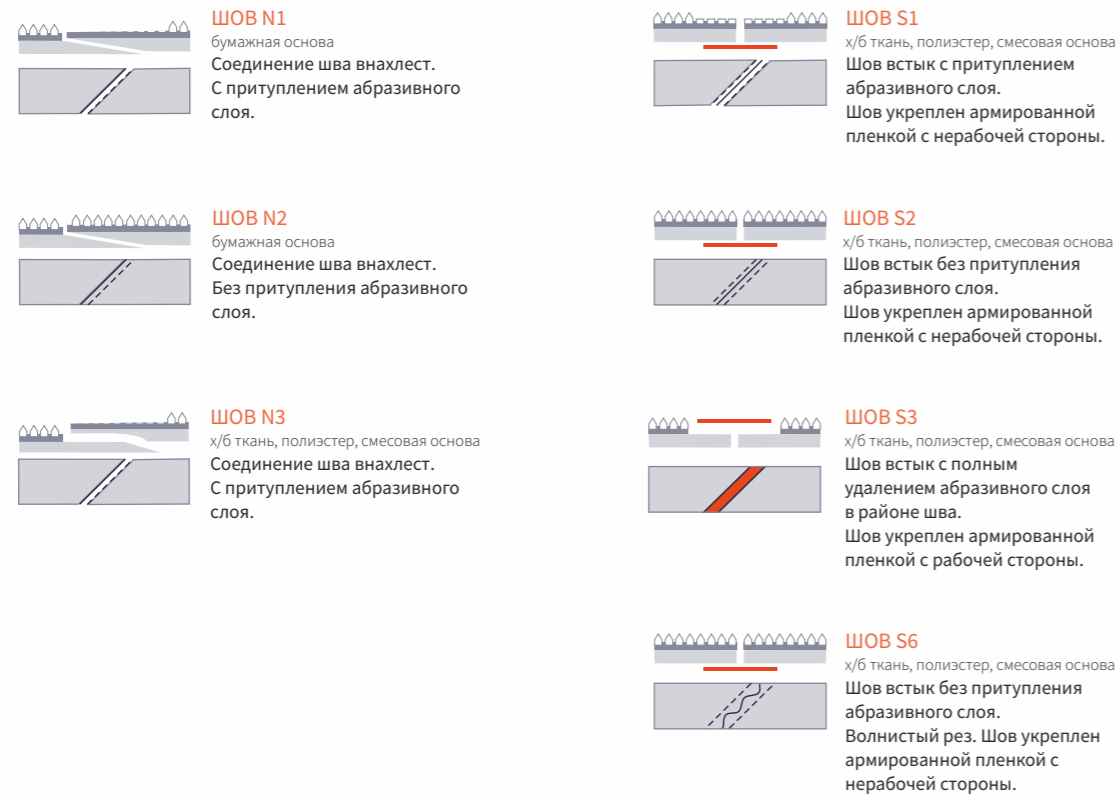 ШОВ N1
бумажная основа
Соединение шва внахлест.
С притуплением абразивного
слоя.
ШОВ N2
бумажная основа
Соединение шва внахлест.
Без притупления абразивного
слоя.
ШОВ N3
х/б ткань, полиэстер, смесовая основа
Соединение шва внахлест.
С притуплением абразивного
слоя.
ШОВ S1
х/б ткань, полиэстер, смесовая основа
Шов встык с притуплением
абразивного слоя.
Шов укреплен армированной
пленкой с нерабочей стороны.
ШОВ S2
х/б ткань, полиэстер, смесовая основа
Шов встык без притупления
абразивного слоя.
Шов укреплен армированной
пленкой с нерабочей стороны.
ШОВ S3
х/б ткань, полиэстер, смесовая основа
Шов встык с полным
удалением абразивного слоя
в районе шва.
Шов укреплен армированной
пленкой с рабочей стороны.
ШОВ S6
х/б ткань, полиэстер, смесовая основа
Шов встык без притупления
абразивного слоя.
Волнистый рез. Шов укреплен
армированной пленкой с
нерабочей стороны.